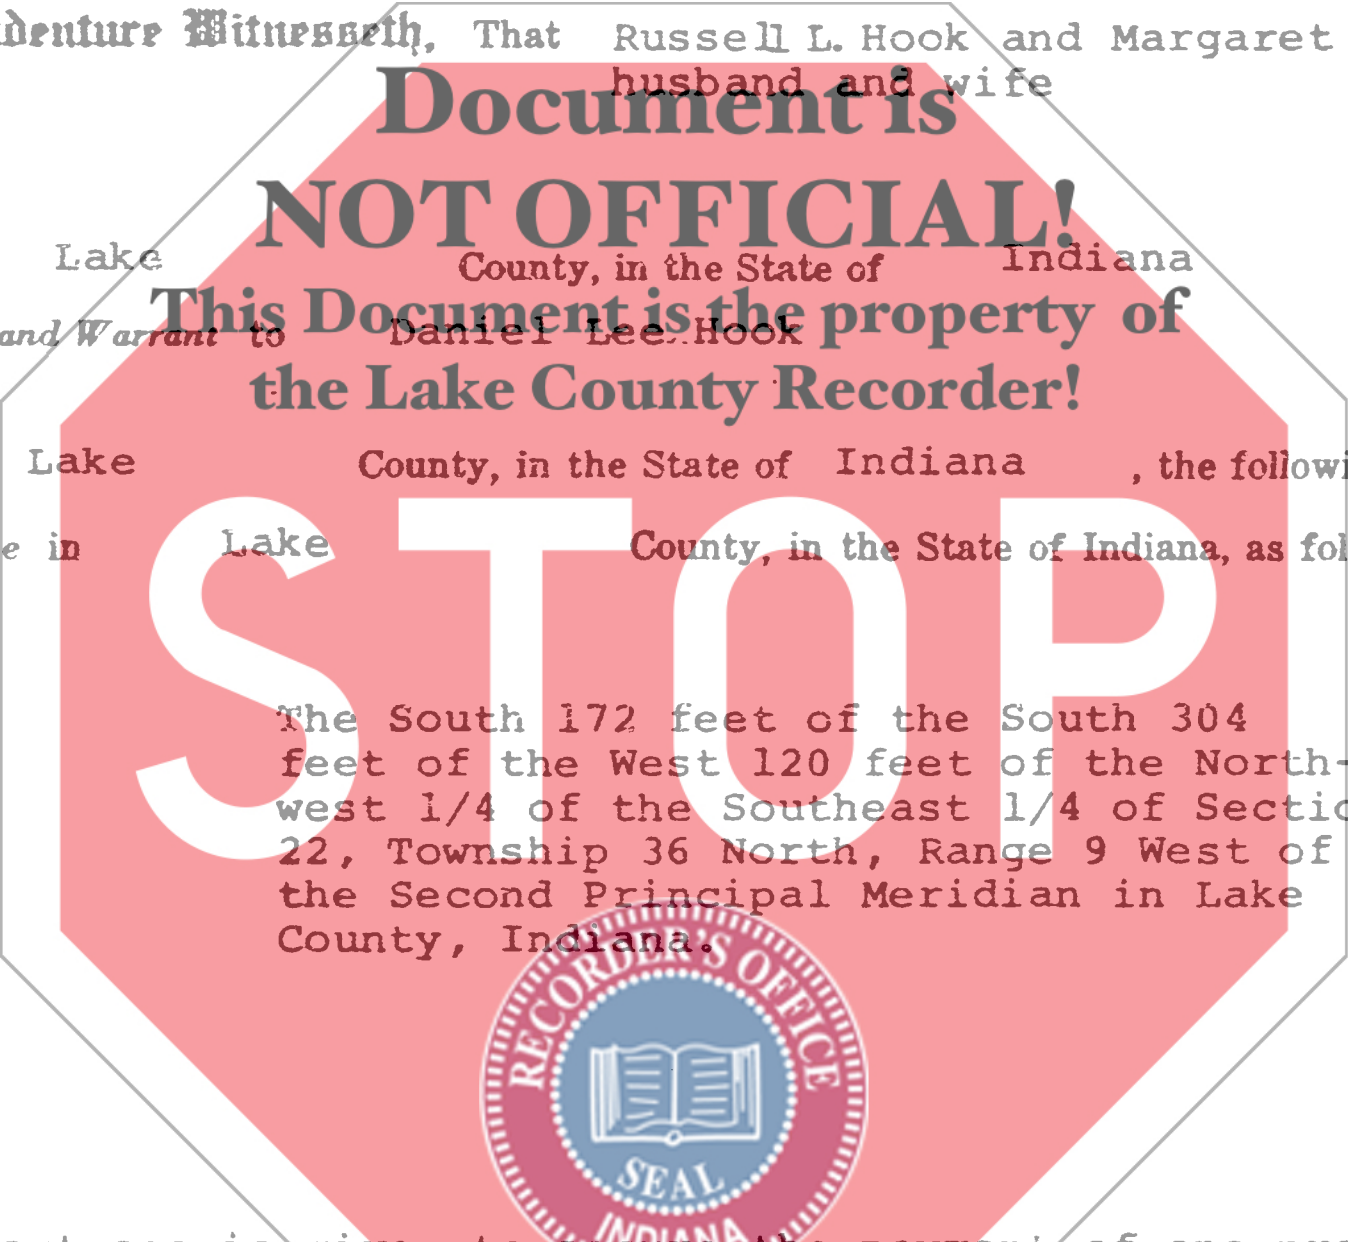 denture Witnesseth, That Russell L. Hook and Margaret
husband and wife
Document is
NOT OFFICIAL!
Lake County, in the State of Indiana
This Document is the property of
and Warrant to Daniel Lee Hook
the Lake County Recorder!
Lake County, in the State of Indiana , the followi
e in Lake County, in the State of Indiana, as fol
STOP
The South 172 feet of the South 304
feet of the West 120 feet of the North-
west 1/4 of the Southeast 1/4 of Sectio
22, Township 36 North, Range 9 West of
the Second Principal Meridian in Lake
County, Indiana.
RECORDER'S OFFICE
SEAL
INDIANA